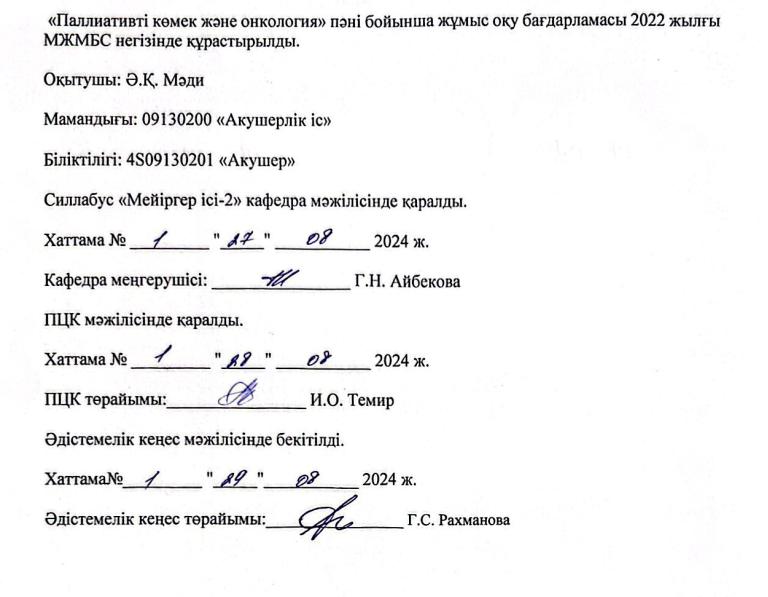 «Паллиативті көмек және онкология» пәні бойынша жұмыс оқу бағдарламасы 2022 жылғы
МЖМБС негізінде құрастырылды.
Оқытушы: Ә.Қ. Мәди
Мамандығы: 09130200 «Акушерлік іс»
Біліктілігі: 4S09130201 «Акушер»
Силлабус «Мейіргер ісі-2» кафедра мәжілісінде қаралды.
Хаттама № 1 "27" 08 2024 ж.
Кафедра меңгерушісі: Г.Н. Айбекова
ПЦК мәжілісінде қаралды.
Хаттама № 1 "28" 08 2024 ж.
ПЦК төрайымы: И.О. Темир
Әдістемелік кеңес мәжілісінде бекітілді.
Хаттама№ 1 "29" 08 2024 ж.
Әдістемелік кеңес төрайымы: Г.С. Рахманова